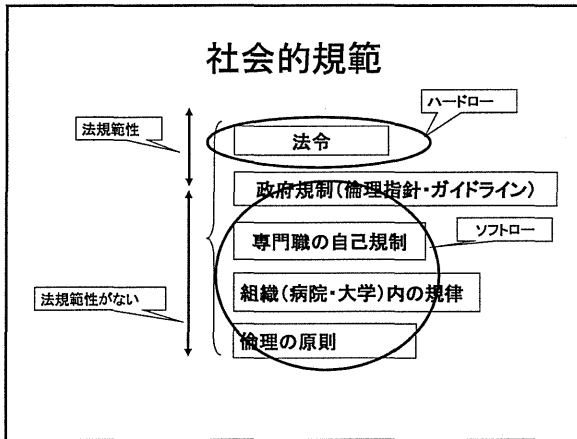 社会的規範
ハードロー
法規範性
法令
政府規制（倫理指針・ガイドライン）
専門職の自己規制
ソフトロー
組織（病院・大学）内の規律
法規範性がない
倫理の原則